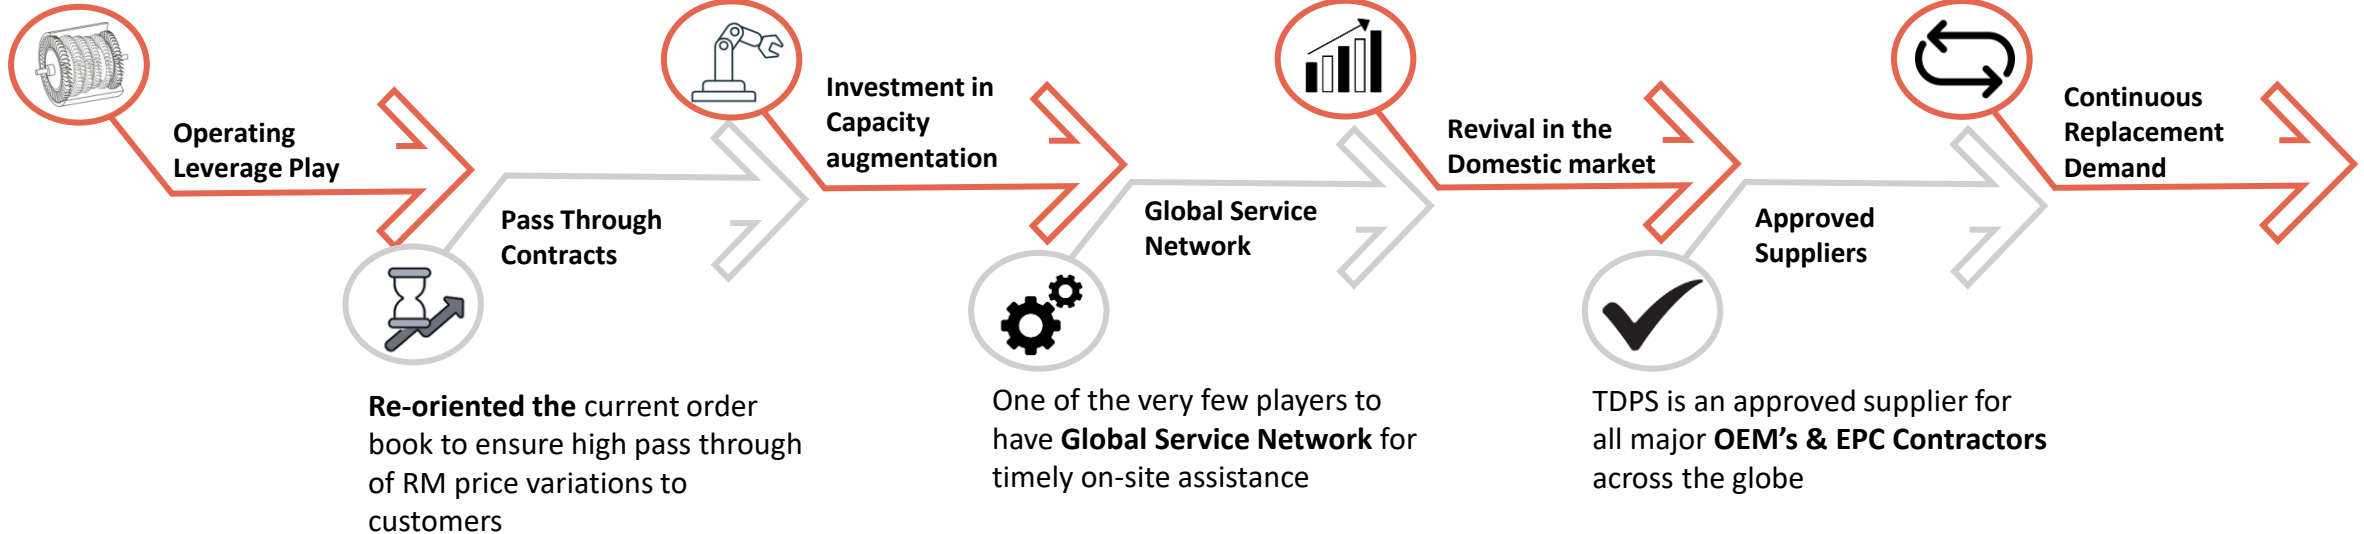 Operating
Leverage Play
Pass Through
Contracts
Re-oriented the current order
book to ensure high pass through
of RM price variations to
customers
Investment in
Capacity
augmentation
Global Service
Network
One of the very few players to
have Global Service Network for
timely on-site assistance
Revival in the
Domestic market
Approved
Suppliers
TDPS is an approved supplier for
all major OEM’s & EPC Contractors
across the globe
Continuous
Replacement
Demand